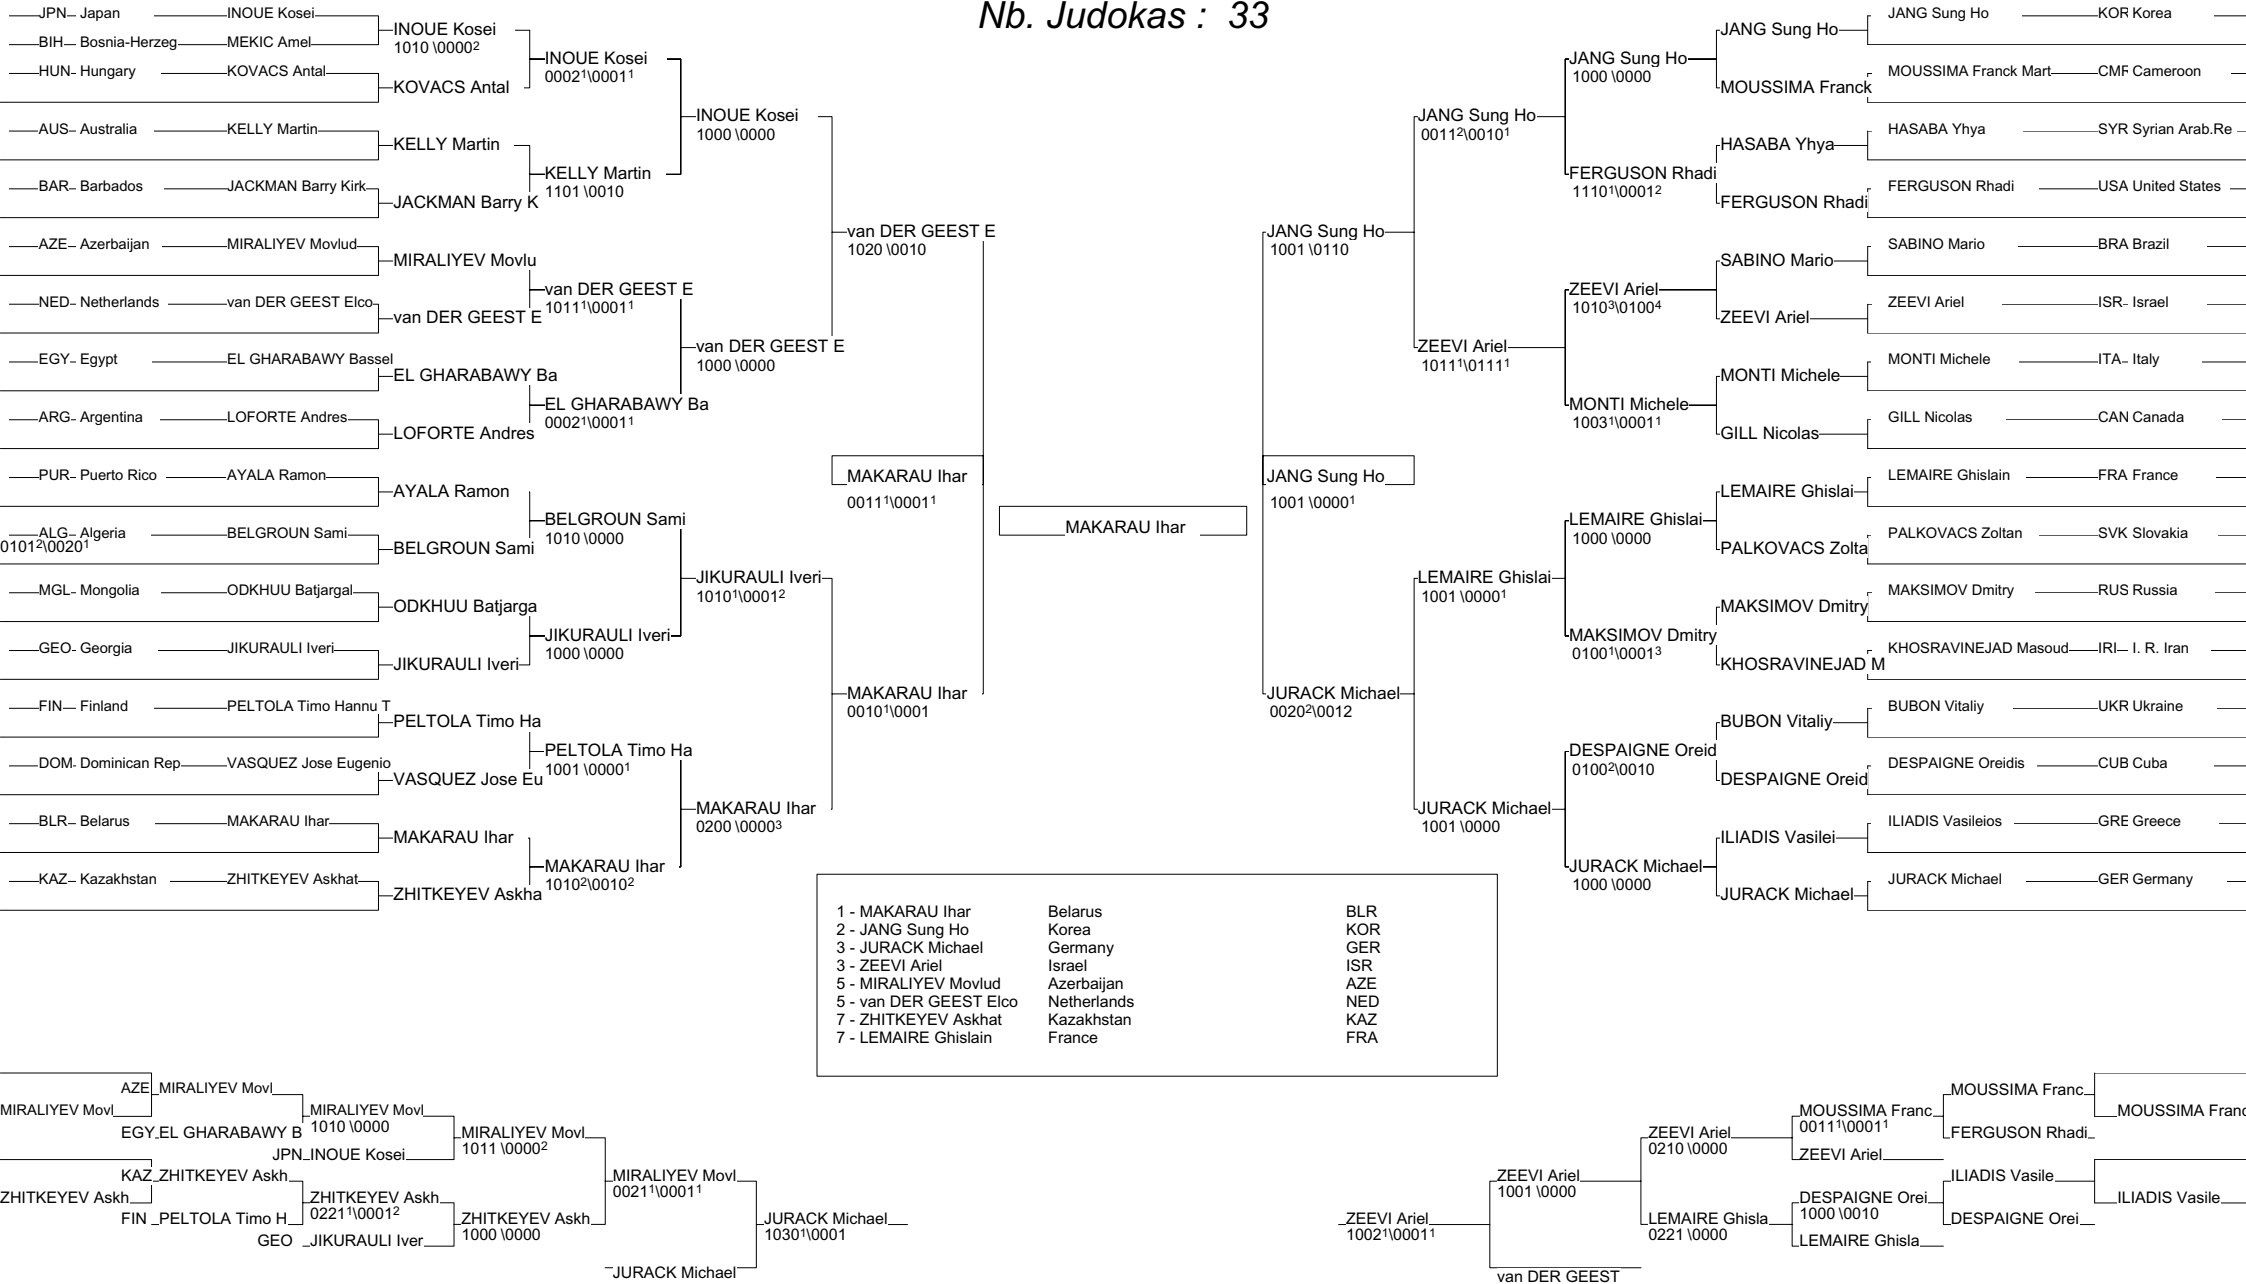 Nb. Judokas : 33
JPN Japan INOUE Kosei
BIH Bosnia-Herzeg MEKIC Amel
HUN Hungary KOVACS Antal
AUS Australia KELLY Martin
BAR Barbados JACKMAN Barry Kirk
AZE Azerbaijan MIRALIYEV Movlud
NED Netherlands van DER GEEST Elco
EGY Egypt EL GHARABAWY Bassel
ARG Argentina LOFORTE Andres
PUR Puerto Rico AYALA Ramon
ALG Algeria BELGROUN Sami
0101²\0020¹
MGL Mongolia ODKHUU Batjargal
GEO Georgia JIKURAULI Iveri
FIN Finland PELTOLA Timo Hannu T
DOM Dominican Rep VASQUEZ Jose Eugenio
BLR Belarus MAKARAU Ihar
KAZ Kazakhstan ZHITKEYEV Askhat
INOUE Kosei
1010 \0000²
KOVACS Antal
KELLY Martin
JACKMAN Barry K
MIRALIYEV Movlu
van DER GEEST E
EL GHARABAWY Ba
LOFORTE Andres
AYALA Ramon
BELGROUN Sami
ODKHUU Batjarga
JIKURAULI Iveri
PELTOLA Timo Ha
VASQUEZ Jose Eu
MAKARAU Ihar
ZHITKEYEV Askha
INOUE Kosei
0002¹\0001¹
KELLY Martin
1101 \0010
van DER GEEST E
1011¹\0001¹
EL GHARABAWY Ba
0002¹\0001¹
BELGROUN Sami
1010 \0000
JIKURAULI Iveri
1000 \0000
PELTOLA Timo Ha
1001 \0000¹
MAKARAU Ihar
1010²\0010²
INOUE Kosei
1000 \0000
van DER GEEST E
1000 \0000
JIKURAULI Iveri
1010¹\0001²
MAKARAU Ihar
0200 \0000³
van DER GEEST E
1020 \0010
MAKARAU Ihar
0011¹\0001¹
MAKARAU Ihar
0010¹\0001
MAKARAU Ihar
JANG Sung Ho
1001 \0110
JANG Sung Ho
1001 \0000¹
JURACK Michael
0020²\0012
JANG Sung Ho
0011²\0010¹
ZEEVI Ariel
1011¹\0111¹
LEMAIRE Ghislai
1001 \0000¹
JURACK Michael
1001 \0000
JANG Sung Ho
1000 \0000
FERGUSON Rhadi
1110¹\0001²
ZEEVI Ariel
1010³\0100⁴
MONTI Michele
1003¹\0001¹
LEMAIRE Ghislai
1000 \0000
MAKSIMOV Dmitry
0100¹\0001³
DESPAIGNE Oreid
0100²\0010
JURACK Michael
1000 \0000
JANG Sung Ho
MOUSSIMA Franck
HASABA Yhya
FERGUSON Rhadi
SABINO Mario
ZEEVI Ariel
MONTI Michele
GILL Nicolas
LEMAIRE Ghislai
PALKOVACS Zolta
MAKSIMOV Dmitry
KHOSRAVINEJAD M
BUBON Vitaliy
DESPAIGNE Oreid
ILIADIS Vasilei
JURACK Michael
JANG Sung Ho KOR Korea
MOUSSIMA Franck Mart CMR Cameroon
HASABA Yhya SYR Syrian Arab.Re
FERGUSON Rhadi USA United States
SABINO Mario BRA Brazil
ZEEVI Ariel ISR Israel
MONTI Michele ITA Italy
GILL Nicolas CAN Canada
LEMAIRE Ghislain FRA France
PALKOVACS Zoltan SVK Slovakia
MAKSIMOV Dmitry RUS Russia
KHOSRAVINEJAD Masoud IRI I. R. Iran
BUBON Vitaliy UKR Ukraine
DESPAIGNE Oreidis CUB Cuba
ILIADIS Vasileios GRE Greece
JURACK Michael GER Germany
1 - MAKARAU Ihar Belarus BLR
2 - JANG Sung Ho Korea KOR
3 - JURACK Michael Germany GER
3 - ZEEVI Ariel Israel ISR
5 - MIRALIYEV Movlud Azerbaijan AZE
5 - van DER GEEST Elco Netherlands NED
7 - ZHITKEYEV Askhat Kazakhstan KAZ
7 - LEMAIRE Ghislain France FRA
MIRALIYEV Movl
ZHITKEYEV Askh
AZE MIRALIYEV Movl
EGY EL GHARABAWY B
KAZ ZHITKEYEV Askh
FIN PELTOLA Timo H
MIRALIYEV Movl
1010 \0000
JPN INOUE Kosei
ZHITKEYEV Askh
0221¹\0001²
GEO JIKURAULI Iver
MIRALIYEV Movl
1011 \0000²
ZHITKEYEV Askh
1000 \0000
MIRALIYEV Movl
0021¹\0001¹
JURACK Michael
JURACK Michael
1030¹\0001
ZEEVI Ariel
1002¹\0001¹
ZEEVI Ariel
1001 \0000
van DER GEEST
ZEEVI Ariel
0210 \0000
LEMAIRE Ghisla
0221 \0000
MOUSSIMA Franc
0011¹\0001¹
ZEEVI Ariel
DESPAIGNE Orei
1000 \0010
LEMAIRE Ghisla
MOUSSIMA Franc
FERGUSON Rhadi
ILIADIS Vasile
DESPAIGNE Orei
MOUSSIMA Franc
ILIADIS Vasile